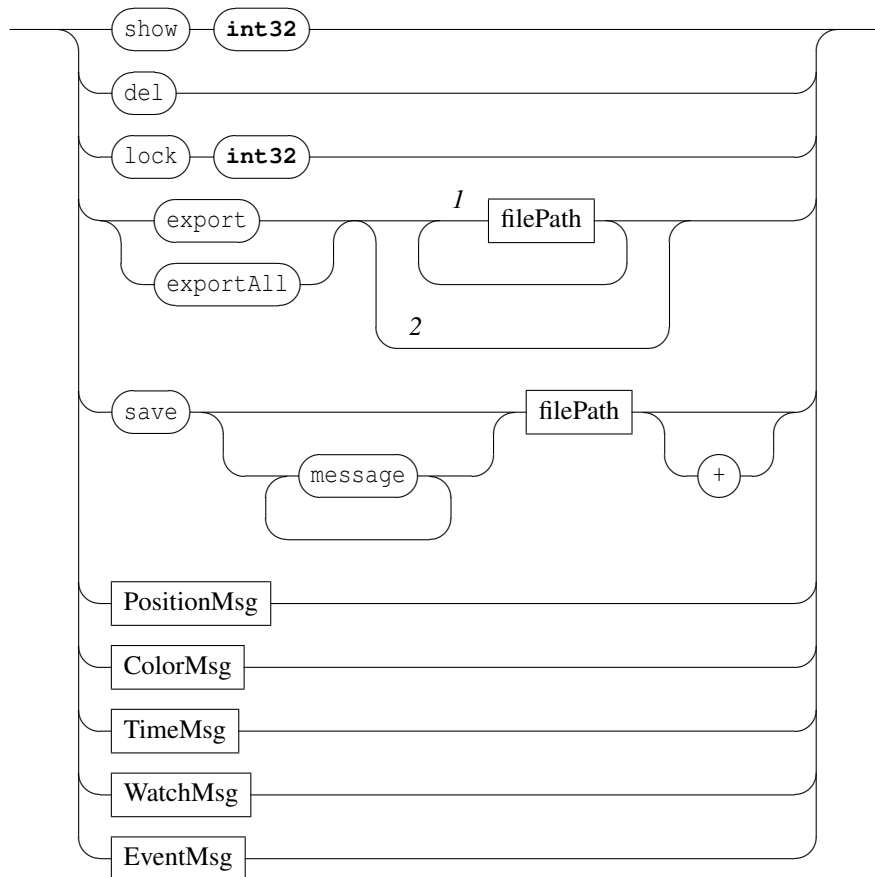 show int32
del
lock int32
1
export filePath
exportAll
2
save filePath
message +
PositionMsg
ColorMsg
TimeMsg
WatchMsg
EventMsg